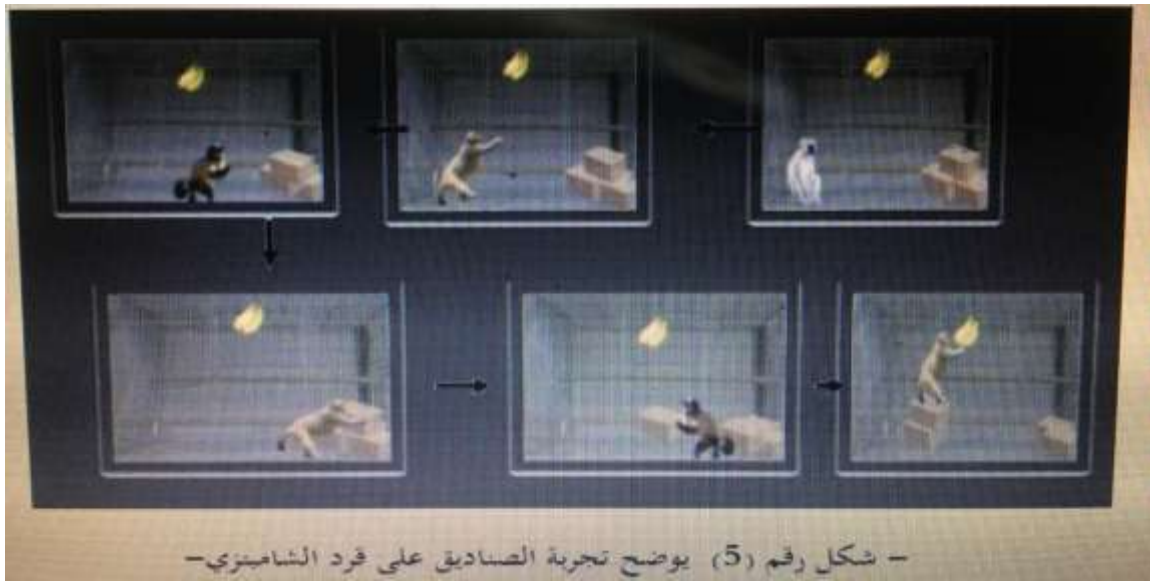 – شكل رقم (5) يوضح تجربة الصناديق على قرد الشامبنزي–